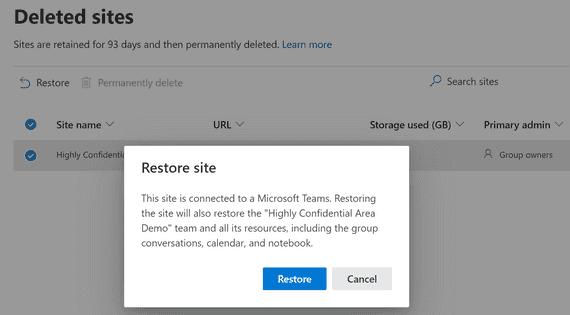 Deleted sites
Sites are retained for 93 days and then permanently deleted. Learn more
Restore Permanently delete Search sites
Site name URL Storage used (GB) Primary admin
Highly Confidential Group owners
Restore site
This site is connected to a Microsoft Teams. Restoring
the site will also restore the "Highly Confidential Area
Demo" team and all its resources, including the group
conversations, calendar, and notebook.
Restore Cancel